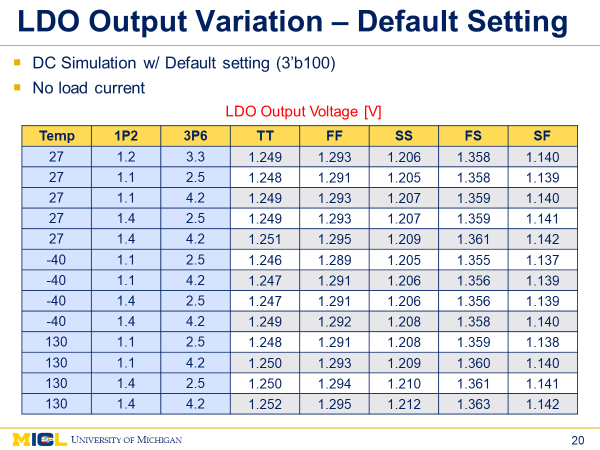 LDO Output Variation – Default Setting
DC Simulation w/ Default setting (3’b100)
No load current
LDO Output Voltage [V]
Temp 1P2 3P6 TT FF SS FS SF
27 1.2 3.3 1.249 1.293 1.206 1.358 1.140
27 1.1 2.5 1.248 1.291 1.205 1.358 1.139
27 1.1 4.2 1.249 1.293 1.207 1.359 1.140
27 1.4 2.5 1.249 1.293 1.207 1.359 1.141
27 1.4 4.2 1.251 1.295 1.209 1.361 1.142
-40 1.1 2.5 1.246 1.289 1.205 1.355 1.137
-40 1.1 4.2 1.247 1.291 1.206 1.356 1.139
-40 1.4 2.5 1.247 1.291 1.206 1.356 1.139
-40 1.4 4.2 1.249 1.292 1.208 1.358 1.140
130 1.1 2.5 1.248 1.291 1.208 1.359 1.138
130 1.1 4.2 1.250 1.293 1.209 1.360 1.140
130 1.4 2.5 1.250 1.294 1.210 1.361 1.141
130 1.4 4.2 1.252 1.295 1.212 1.363 1.142
MICL UNIVERSITY OF MICHIGAN 20